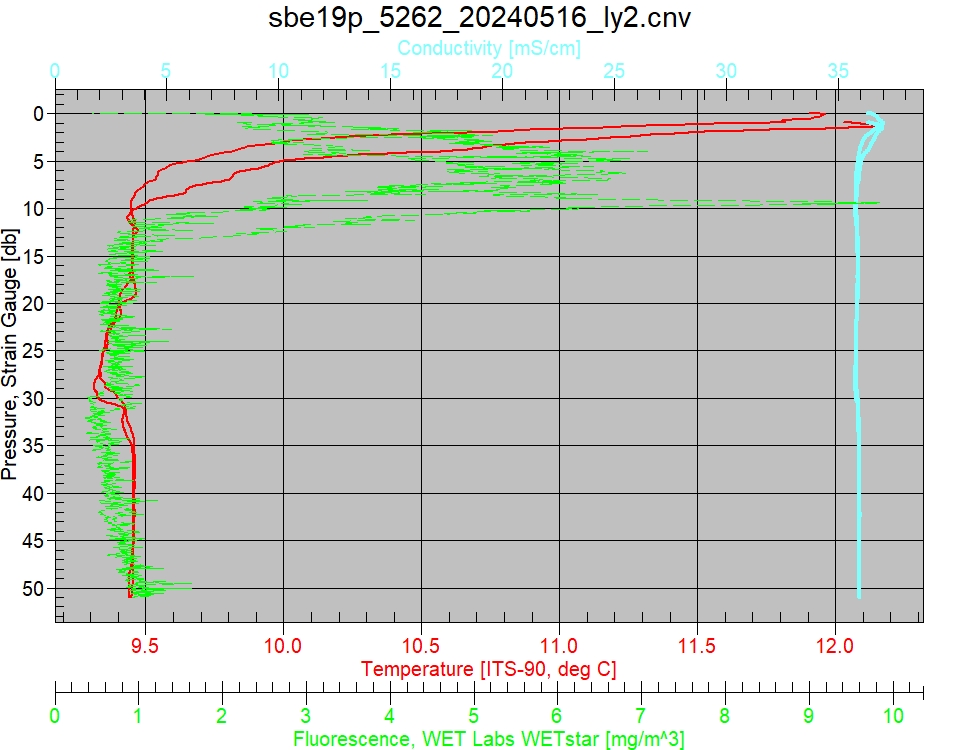 sbe19p_5262_20240516_ly2.cnv
Conductivity [mS/cm]
0 5 10 15 20 25 30 35
0
5
10
15
20
25
30
35
40
45
50
Pressure, Strain Gauge [db]
9.5 10.0 10.5 11.0 11.5 12.0
Temperature [ITS-90, deg C]
0 1 2 3 4 5 6 7 8 9 10
Fluorescence, WET Labs WETstar [mg/m^3]